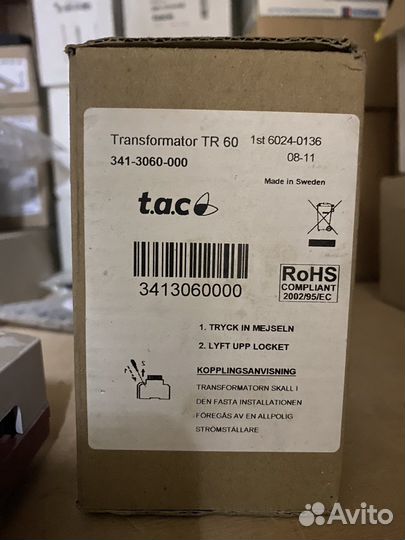 Transformator TR 60 1st 6024-0136
341-3060-000 08-11
Made in Sweden
t.a.c
3413060000
RoHS
COMPLIANT
2002/95/EC
1. TRYCK IN MEJSELN
2. LYFT UPP LOCKET
KOPPLINGSANVISNING
TRANSFORMATORN SKALL I
DEN FASTA INSTALLATIONEN
FÖREGÅS AV EN ALLPOLIG
STRÖMSTÄLLARE
Avito